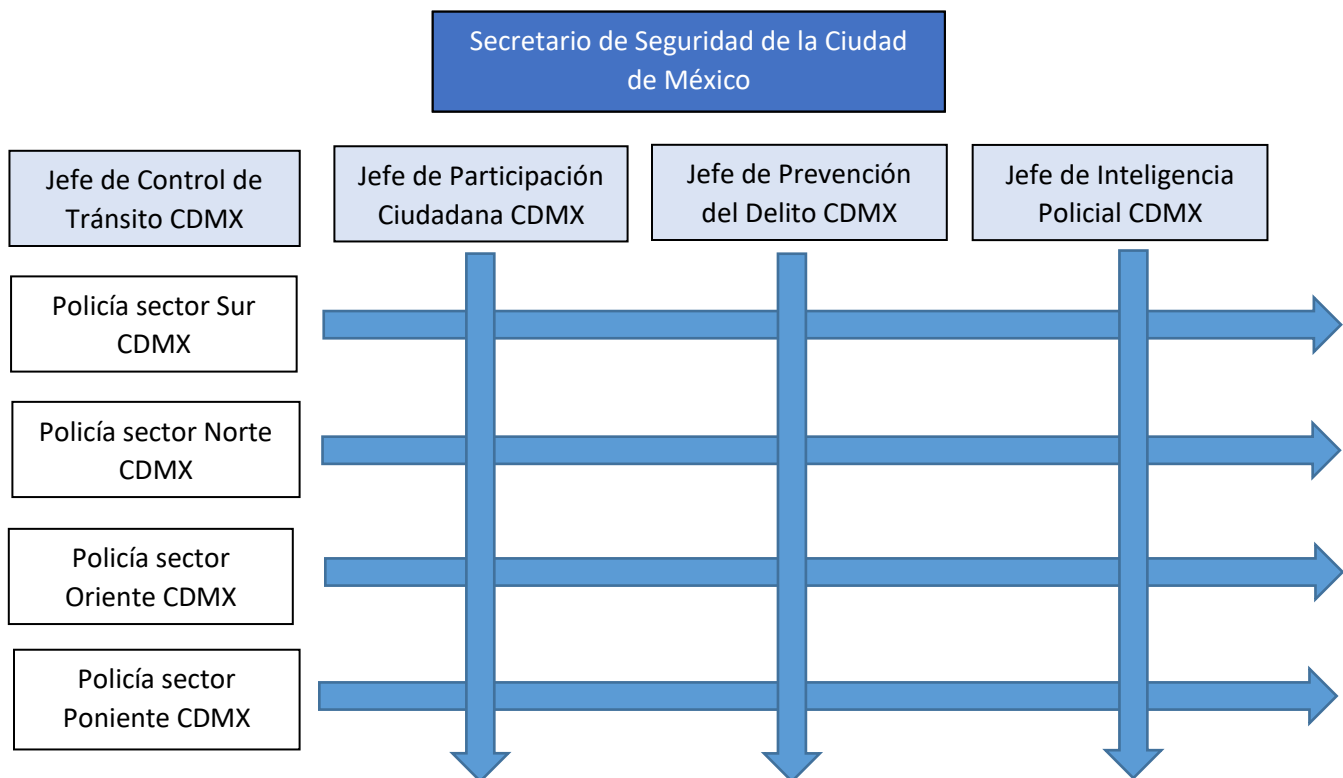 Secretario de Seguridad de la Ciudad
de México
Jefe de Control de
Tránsito CDMX
Jefe de Participación
Ciudadana CDMX
Jefe de Prevención
del Delito CDMX
Jefe de Inteligencia
Policial CDMX
Policía sector Sur
CDMX
Policía sector Norte
CDMX
Policía sector
Oriente CDMX
Policía sector
Poniente CDMX